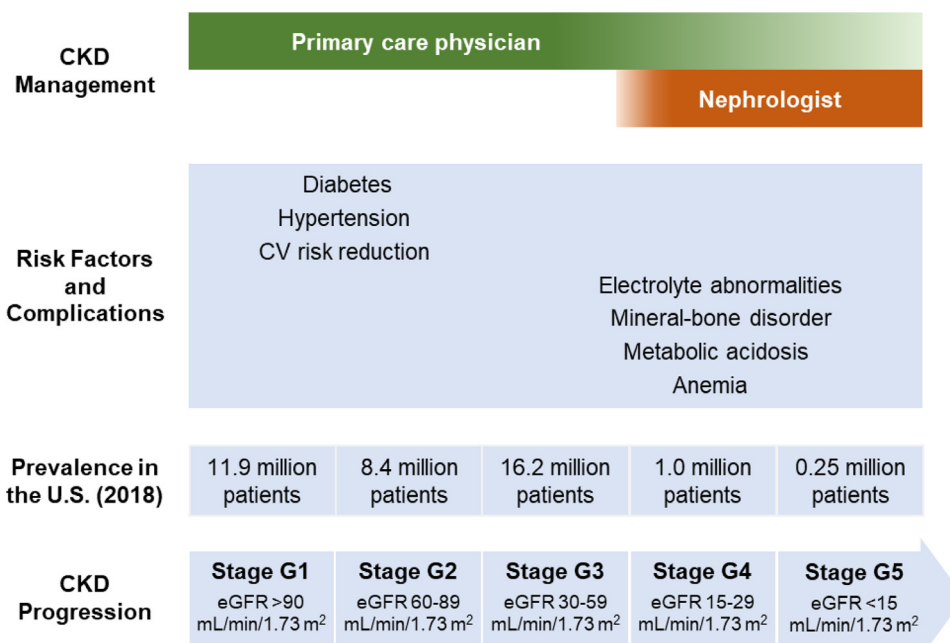 CKD
Management
Primary care physician
Nephrologist
Risk Factors
and
Complications
Diabetes
Hypertension
CV risk reduction
Electrolyte abnormalities
Mineral-bone disorder
Metabolic acidosis
Anemia
Prevalence in
the U.S. (2018)
11.9 million
patients
8.4 million
patients
16.2 million
patients
1.0 million
patients
0.25 million
patients
CKD
Progression
Stage G1
eGFR >90
mL/min/1.73 m²
Stage G2
eGFR 60-89
mL/min/1.73 m²
Stage G3
eGFR 30-59
mL/min/1.73 m²
Stage G4
eGFR 15-29
mL/min/1.73 m²
Stage G5
eGFR <15
mL/min/1.73 m²